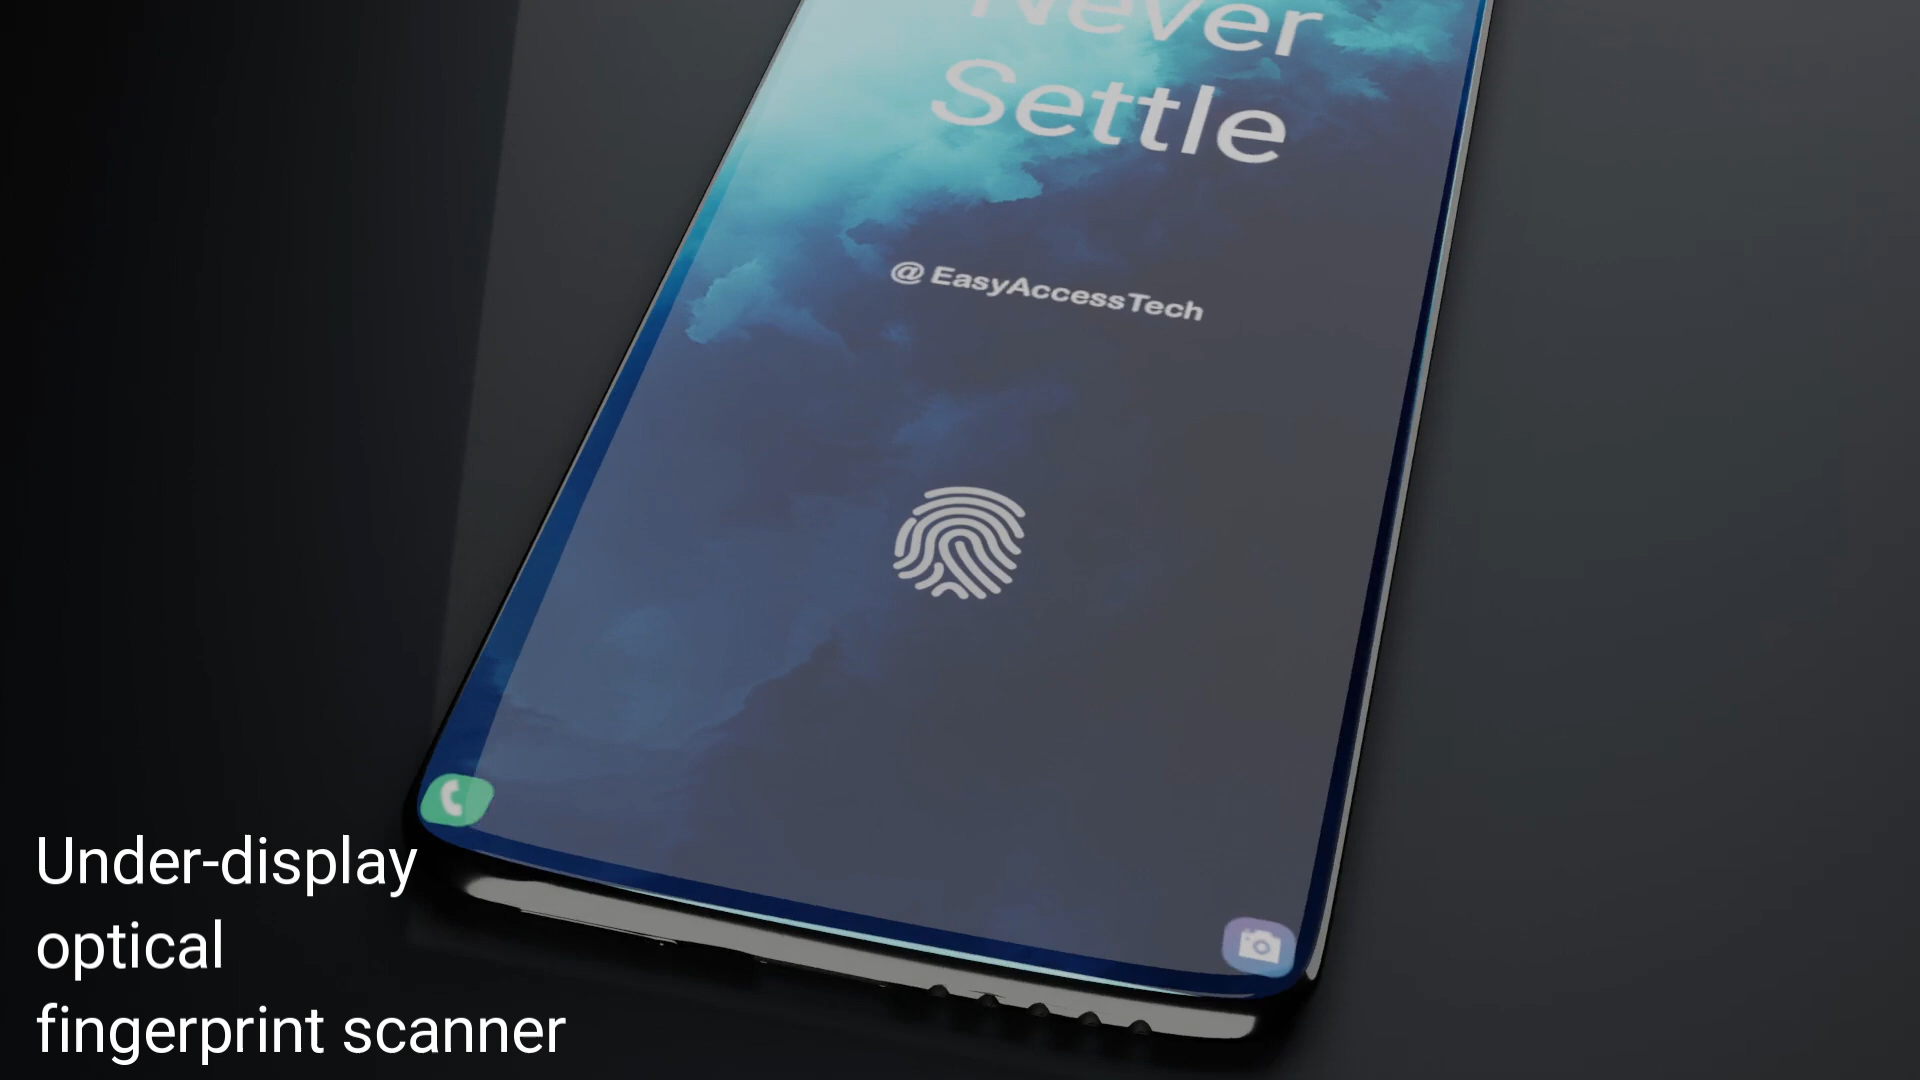 Never
Settle
@ EasyAccessTech
Under-display
optical
fingerprint scanner